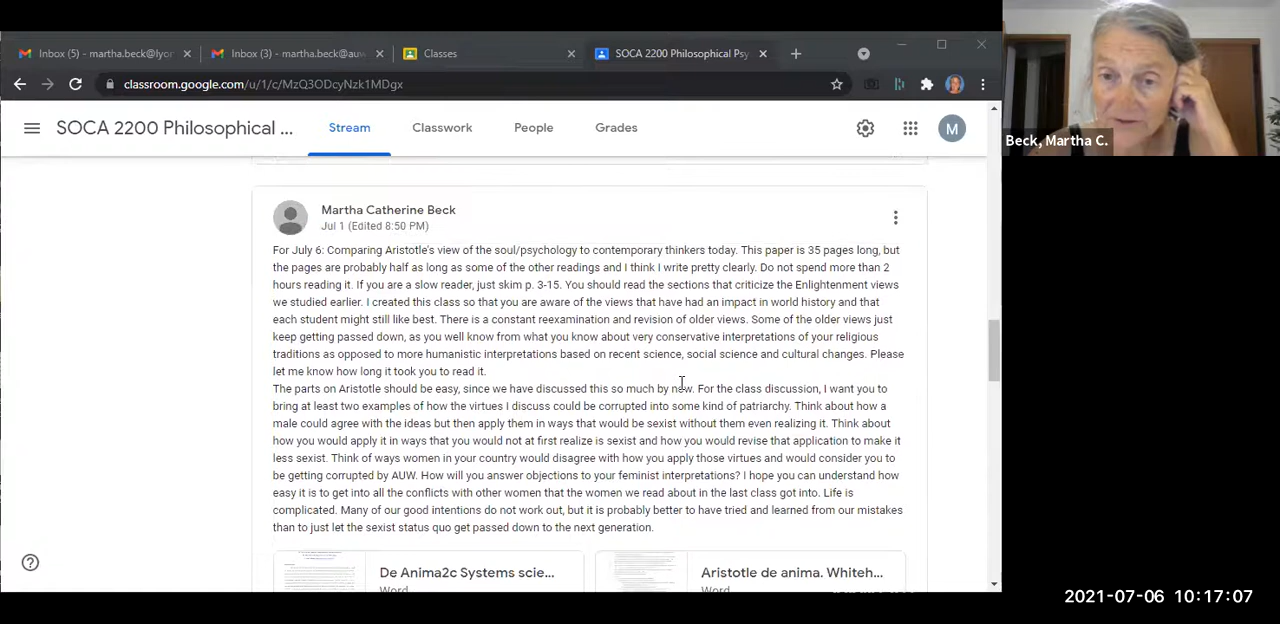 Inbox (5) - martha.beck@lyor
Inbox (3) - martha.beck@auw
Classes
SOCA 2200 Philosophical Psy
classroom.google.com/u/1/c/MzQ3ODcyNzk1MDgx
SOCA 2200 Philosophical ...
Stream
Classwork
People
Grades
M
Beck, Martha C.
Martha Catherine Beck
Jul 1 (Edited 8:50 PM)
For July 6: Comparing Aristotle's view of the soul/psychology to contemporary thinkers today. This paper is 35 pages long, but
the pages are probably half as long as some of the other readings and I think I write pretty clearly. Do not spend more than 2
hours reading it. If you are a slow reader, just skim p. 3-15. You should read the sections that criticize the Enlightenment views
we studied earlier. I created this class so that you are aware of the views that have had an impact in world history and that
each student might still like best. There is a constant reexamination and revision of older views. Some of the older views just
keep getting passed down, as you well know from what you know about very conservative interpretations of your religious
traditions as opposed to more humanistic interpretations based on recent science, social science and cultural changes. Please
let me know how long it took you to read it.
The parts on Aristotle should be easy, since we have discussed this so much by now. For the class discussion, I want you to
bring at least two examples of how the virtues I discuss could be corrupted into some kind of patriarchy. Think about how a
male could agree with the ideas but then apply them in ways that would be sexist without them even realizing it. Think about
how you would apply it in ways that you would not at first realize is sexist and how you would revise that application to make it
less sexist. Think of ways women in your country would disagree with how you apply those virtues and would consider you to
be getting corrupted by AUW. How will you answer objections to your feminist interpretations? I hope you can understand how
easy it is to get into all the conflicts with other women that the women we read about in the last class got into. Life is
complicated. Many of our good intentions do not work out, but it is probably better to have tried and learned from our mistakes
than to just let the sexist status quo get passed down to the next generation.
De Anima2c Systems scie...
Word
Aristotle de anima. Whiteh...
Word
2021-07-06 10:17:07